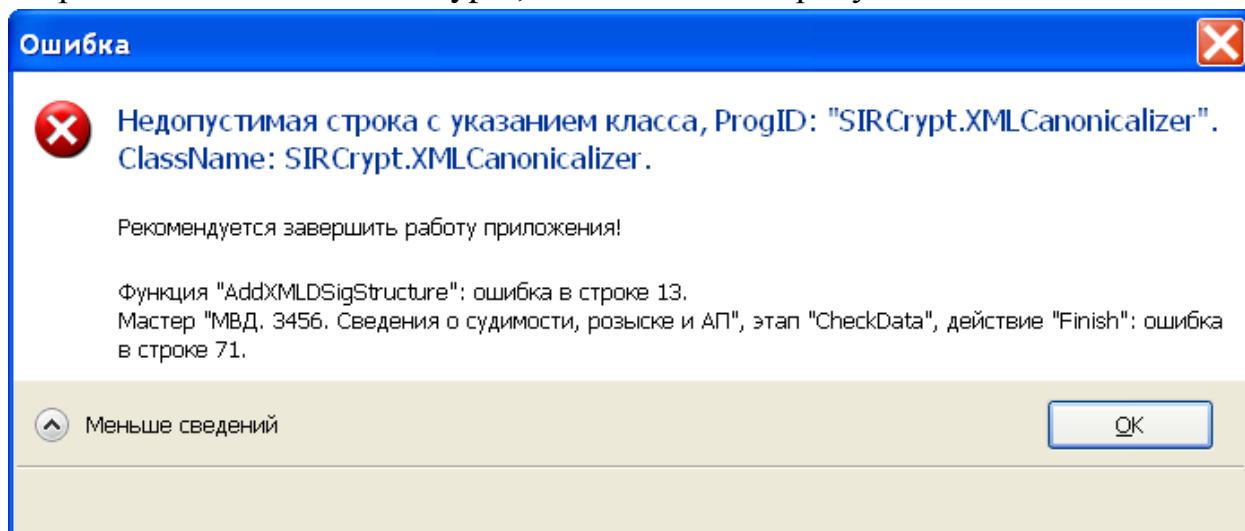 Ошибка
Недопустимая строка с указанием класса, ProgID: "SIRCrypt.XMLCanonicalizer".
ClassName: SIRCrypt.XMLCanonicalizer.
Рекомендуется завершить работу приложения!
Функция "AddXMLDSigStructure": ошибка в строке 13.
Мастер "МВД. 3456. Сведения о судимости, розыске и АП", этап "CheckData", действие "Finish": ошибка
в строке 71.
Меньше сведений
OK